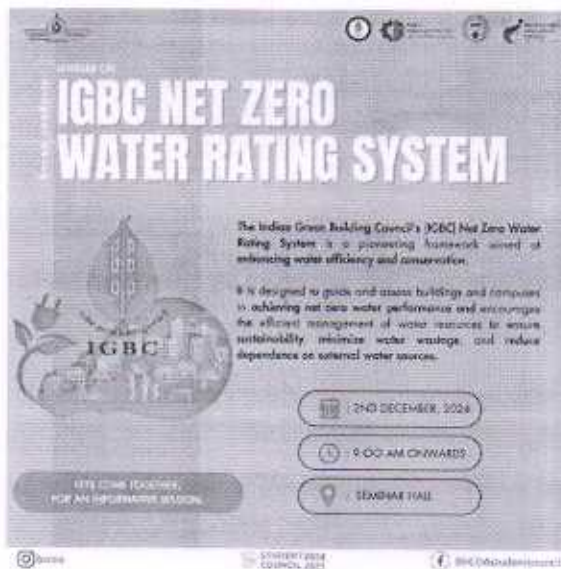 IGBC NET ZERO
WATER RATING SYSTEM
The Indian Green Building Council's (IGBC) Net Zero Water
Rating System is a pioneering framework aimed at
enhancing water efficiency and conservation.
It is designed to guide and assess buildings and campuses
in achieving net zero water performance and encourages
the efficient management of water resources to ensure
sustainability, minimize water wastage, and reduce
dependence on external water sources.
IGBC
: 2ND DECEMBER, 2024
: 9:00 AM ONWARDS
: SEMINAR HALL
LET'S COME TOGETHER,
FOR AN INFORMATIVE SESSION.
STUDENT
COUNCIL